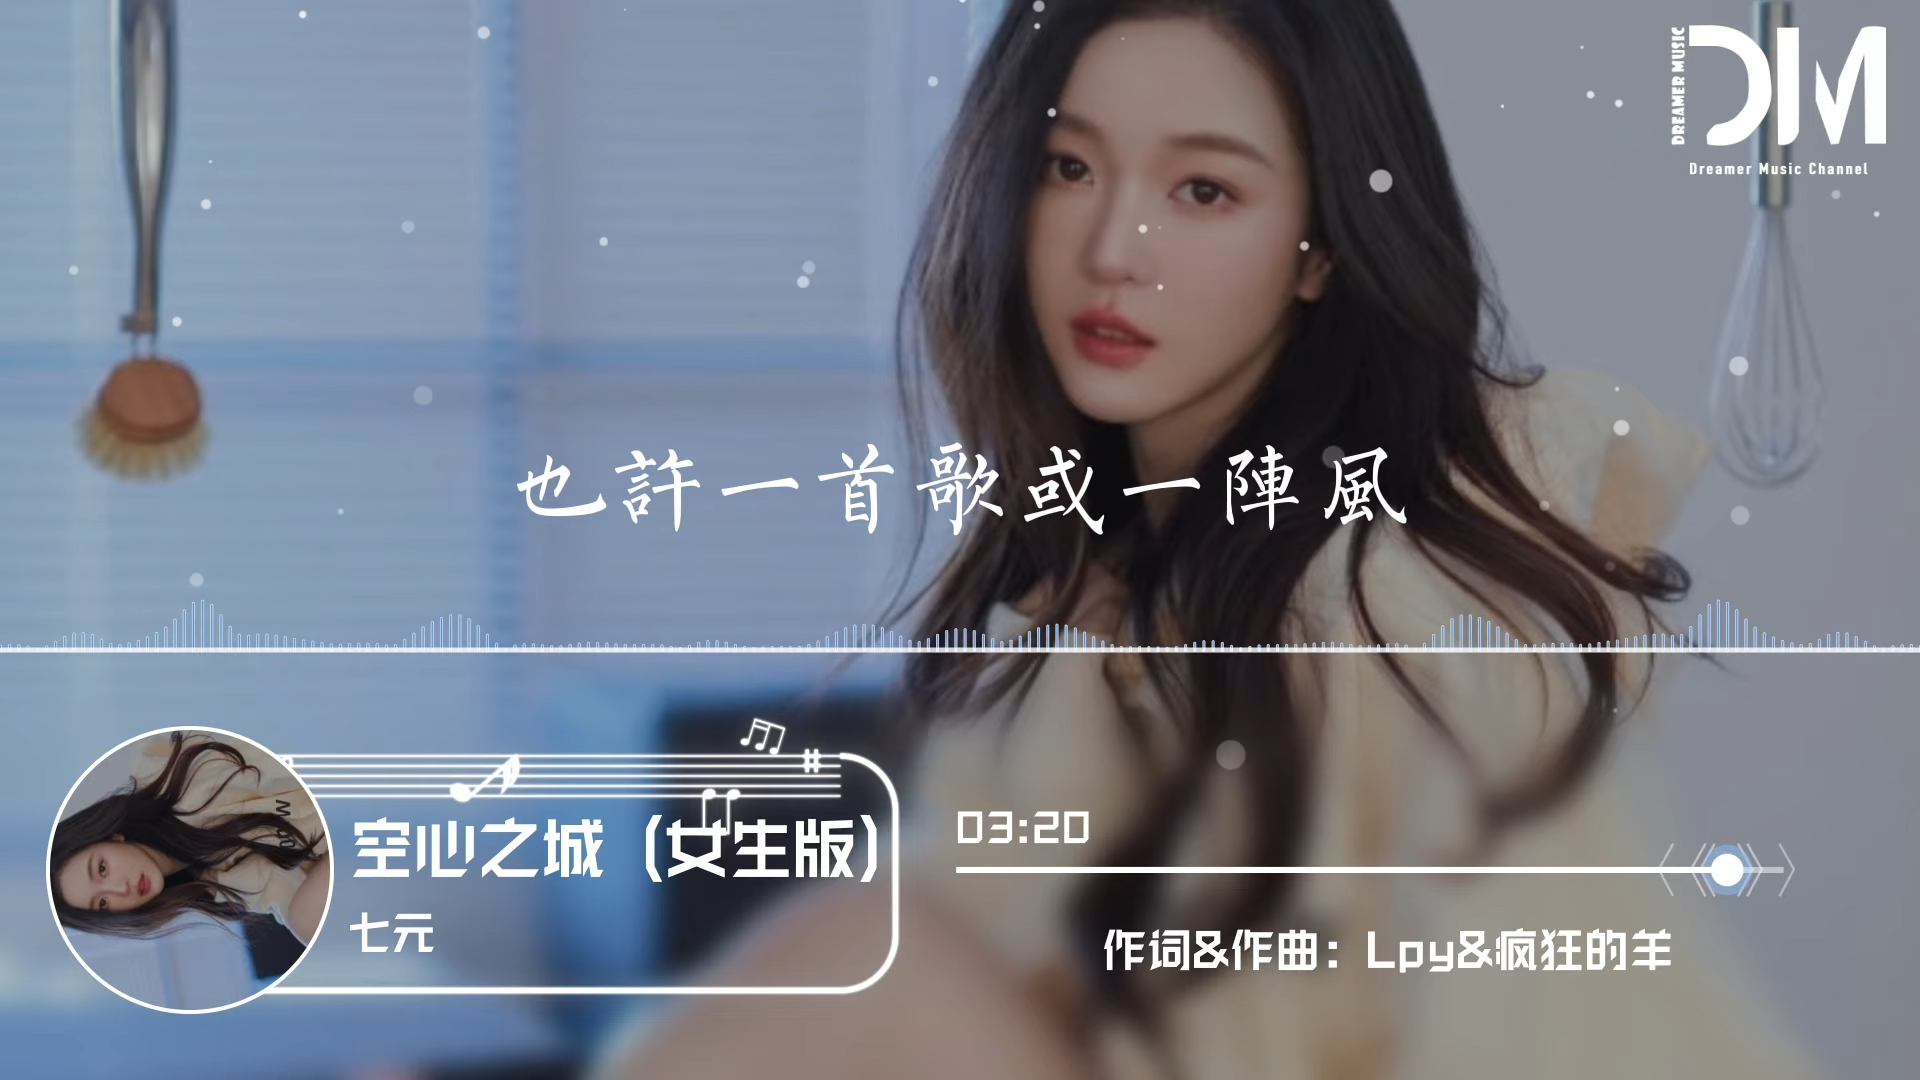 DREAMER MUSIC
DM
Dreamer Music Channel
也許一首歌或一陣風
空心之城（女生版）
七元
03:20
作词&作曲：Lpy&疯狂的羊